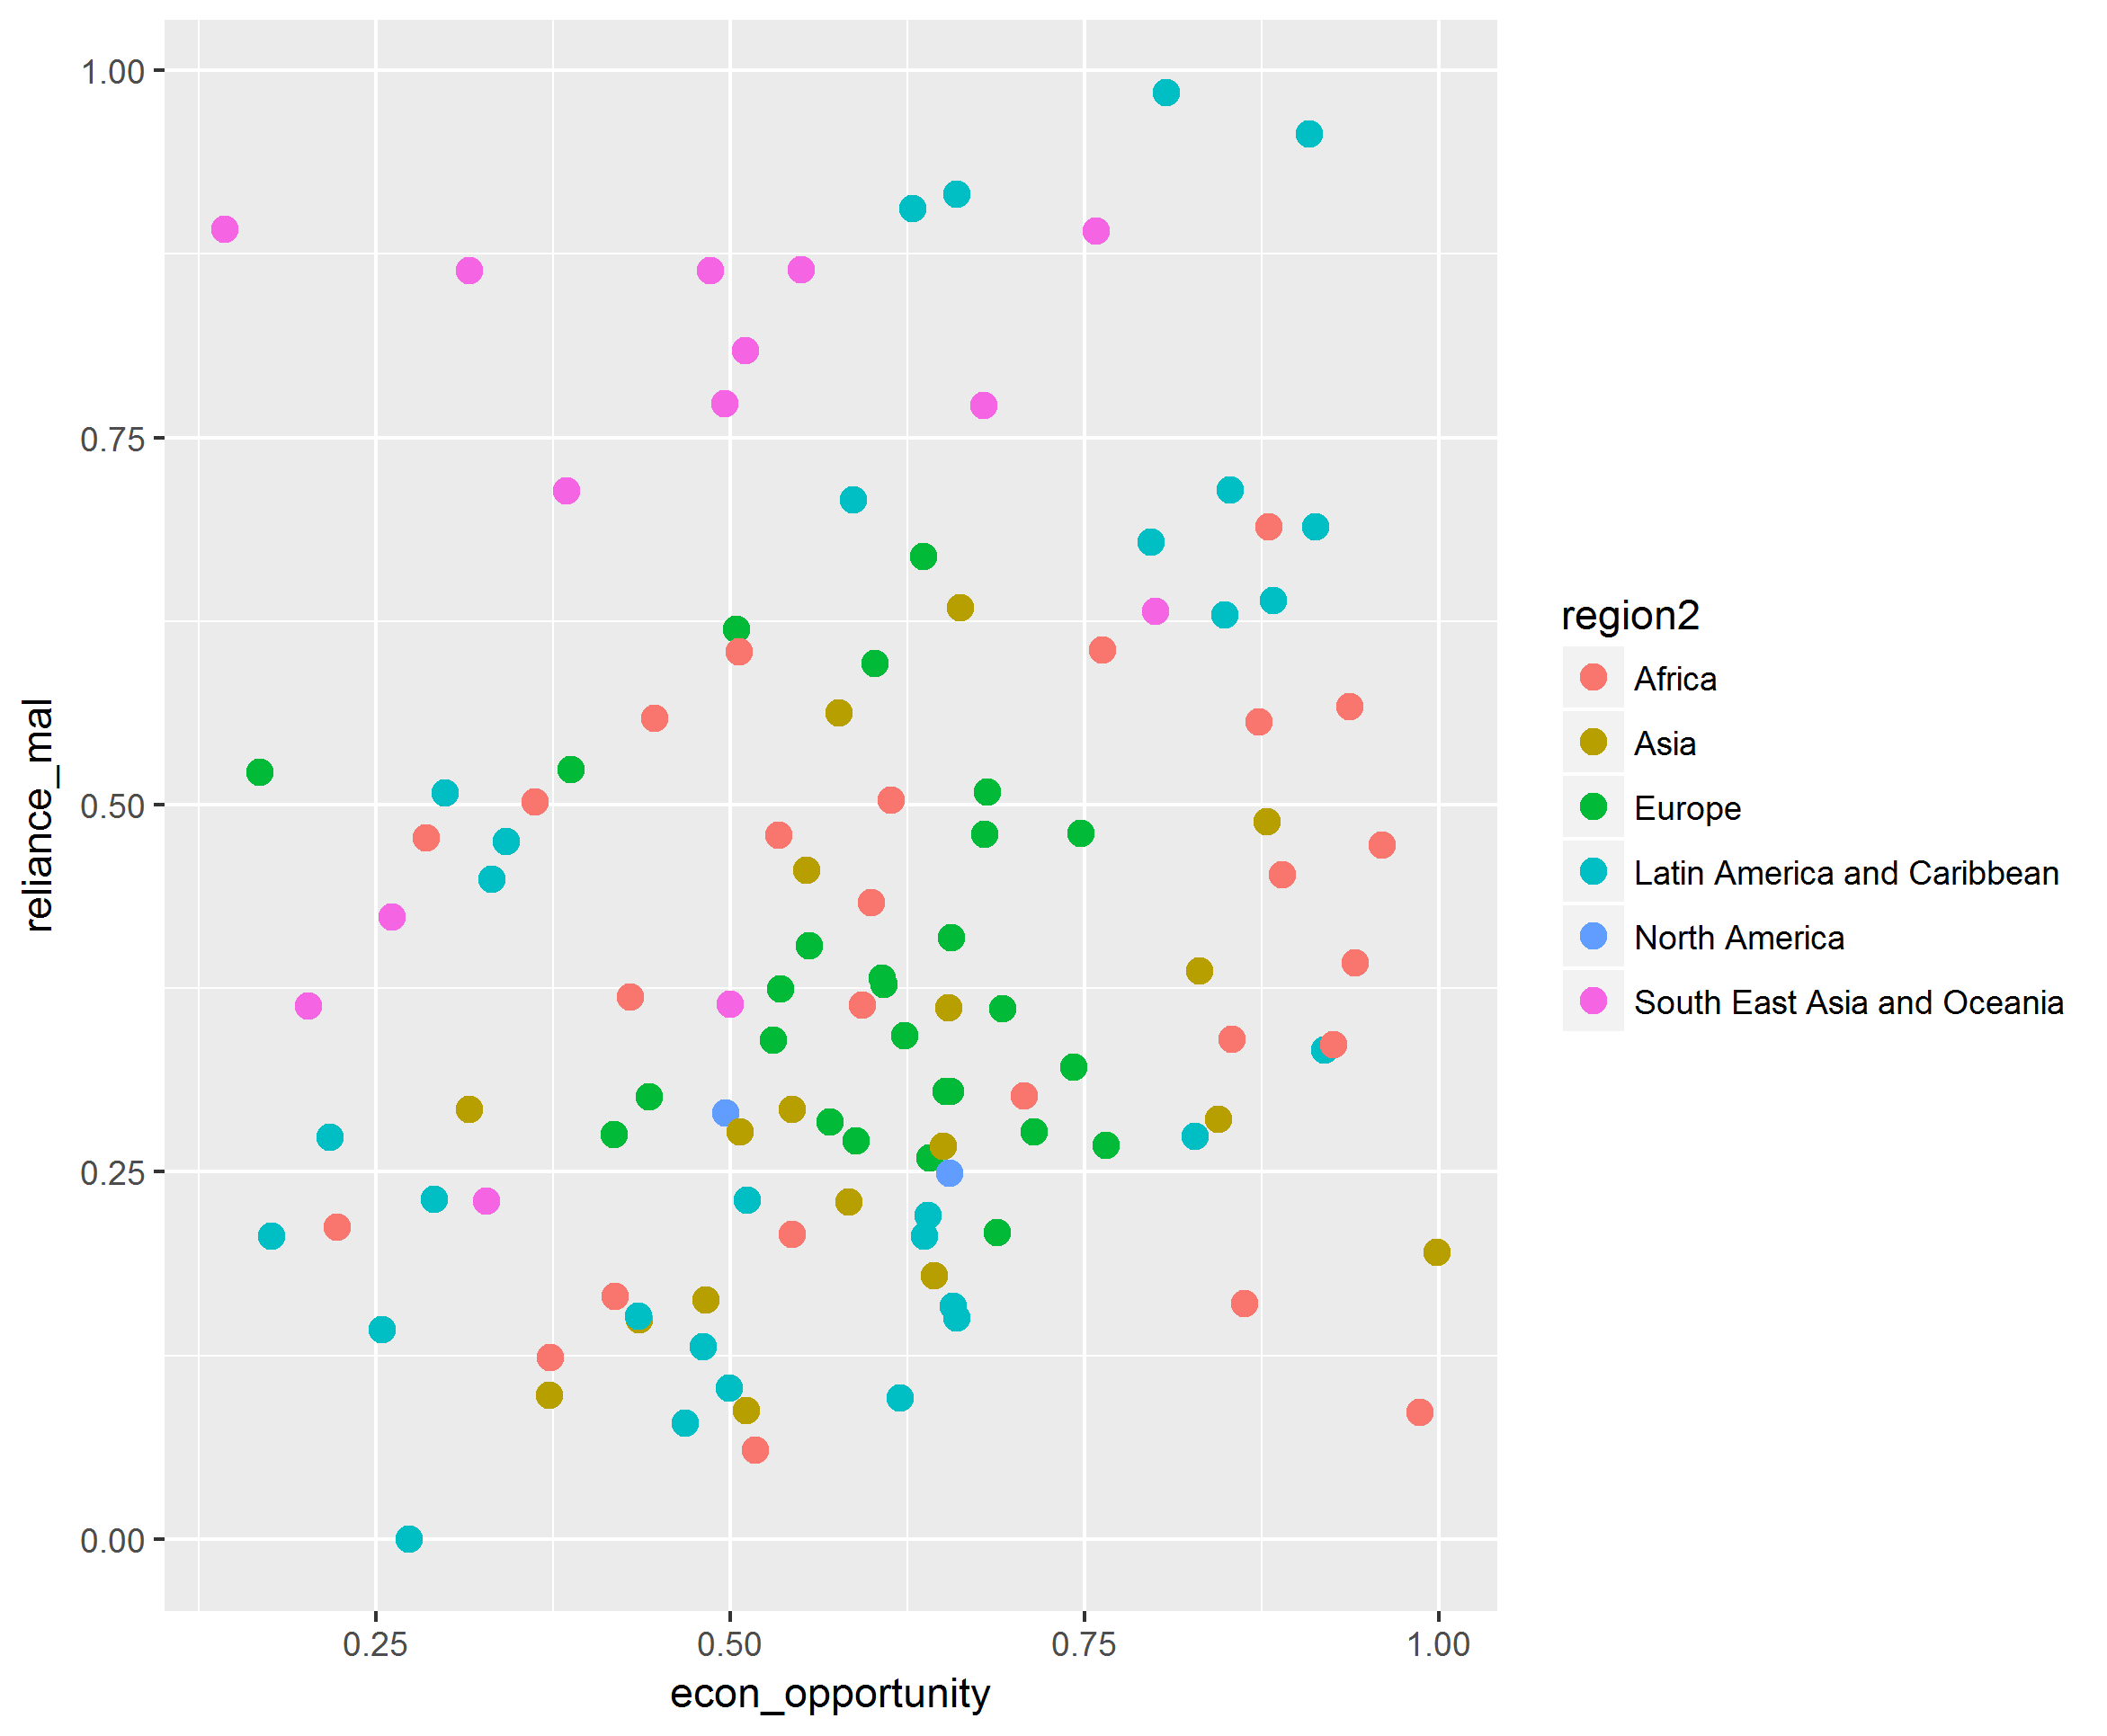 1.00
0.75
0.50
0.25
0.00
reliance_mal
0.25
0.50
0.75
1.00
econ_opportunity
region2
Africa
Asia
Europe
Latin America and Caribbean
North America
South East Asia and Oceania